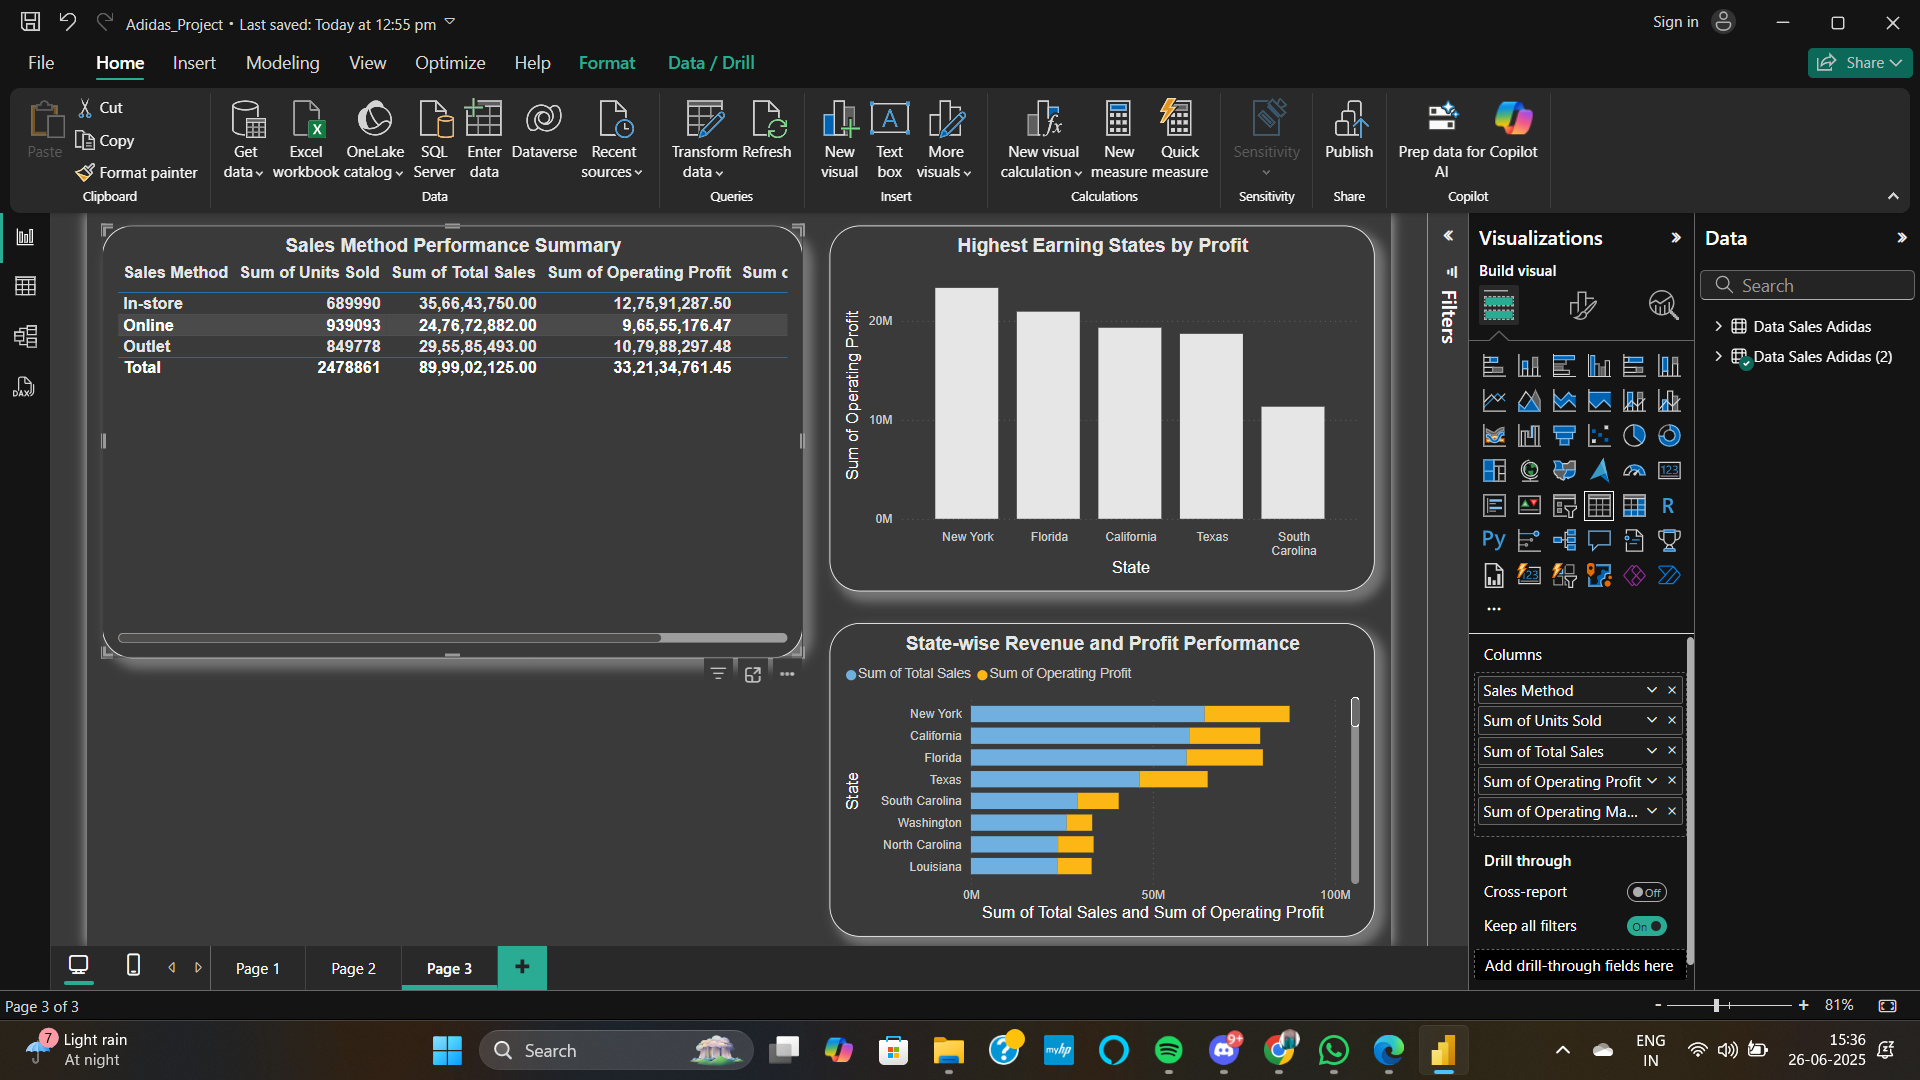 Adidas_Project • Last saved: Today at 12:55 pm
Sign in
File Home Insert Modeling View Optimize Help Format Data / Drill
Share
Paste
Cut
Copy
Format painter
Clipboard
Get data
Excel workbook
OneLake catalog
SQL Server
Enter data
Dataverse
Recent sources
Data
Transform data
Refresh
Queries
New visual
Text box
More visuals
Insert
New visual calculation
New measure
Quick measure
Calculations
Sensitivity
Sensitivity
Publish
Share
Prep data for AI
Copilot
Copilot
Sales Method Performance Summary
Sales Method Sum of Units Sold Sum of Total Sales Sum of Operating Profit Sum c
In-store 689990 35,66,43,750.00 12,75,91,287.50
Online 939093 24,76,72,882.00 9,65,55,176.47
Outlet 849778 29,55,85,493.00 10,79,88,297.48
Total 2478861 89,99,02,125.00 33,21,34,761.45
Highest Earning States by Profit
Sum of Operating Profit
20M
10M
0M
New York Florida California Texas South Carolina
State
State-wise Revenue and Profit Performance
Sum of Total Sales Sum of Operating Profit
State
New York
California
Florida
Texas
South Carolina
Washington
North Carolina
Louisiana
0M 50M 100M
Sum of Total Sales and Sum of Operating Profit
Filters
Visualizations
Build visual
123
R
Py
123
Columns
Sales Method
Sum of Units Sold
Sum of Total Sales
Sum of Operating Profit
Sum of Operating Ma...
Drill through
Cross-report Off
Keep all filters On
Add drill-through fields here
Data
Search
Data Sales Adidas
Data Sales Adidas (2)
DAX
Page 1 Page 2 Page 3
Page 3 of 3
81%
7
Light rain
At night
Search
myhp
9+
ENG
IN
15:36
26-06-2025